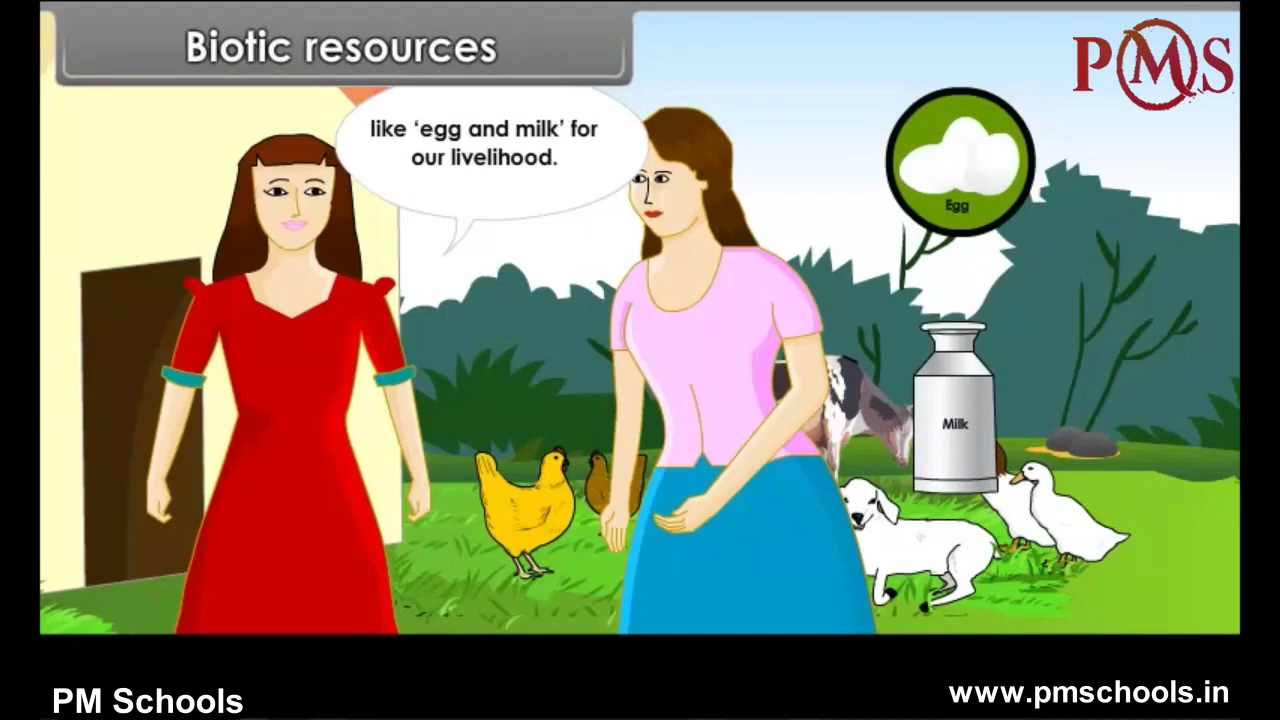 Biotic resources
PMS
like ‘egg and milk’ for
our livelihood.
Egg
Milk
PM Schools
www.pmschools.in